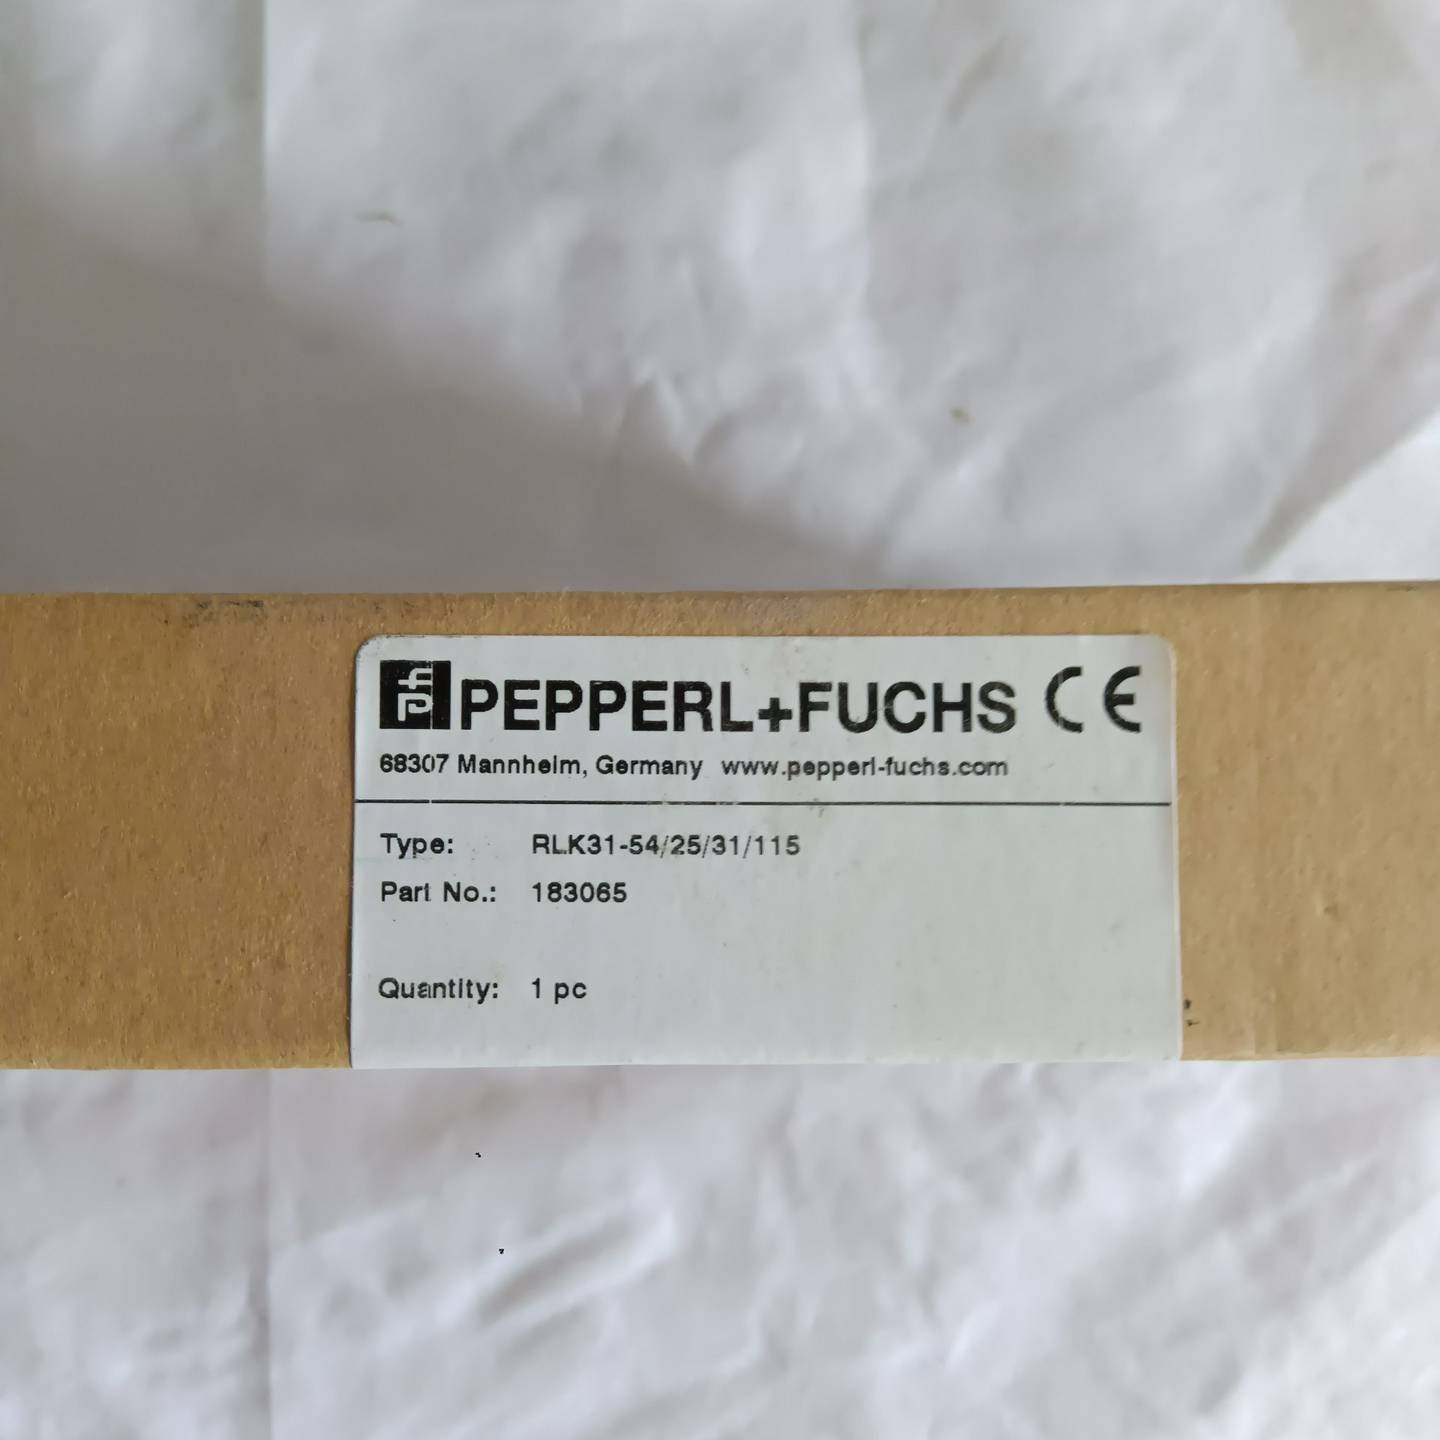 PEPPERL+FUCHS CE
68307 Mannheim, Germany www.pepperl-fuchs.com
Type: RLK31-54/25/31/115
Part No.: 183065
Quantity: 1 pc